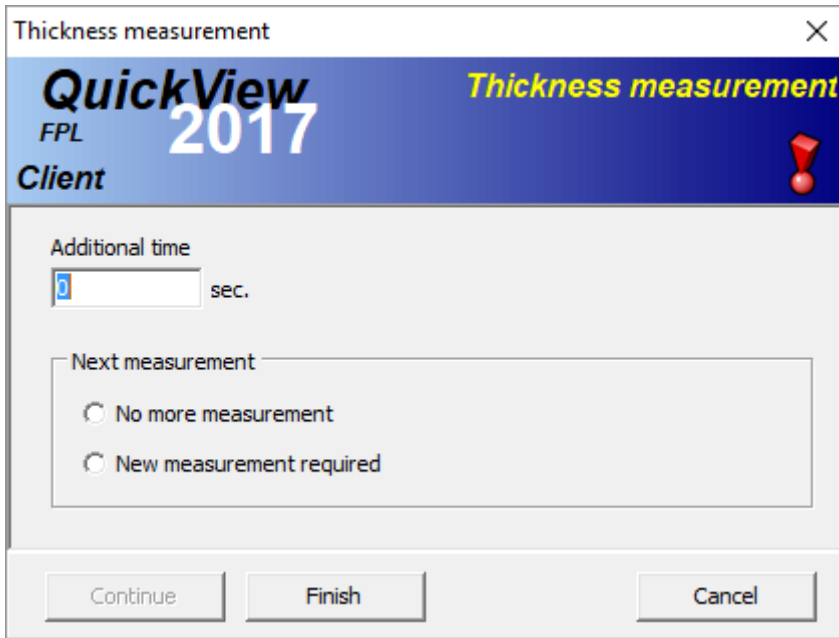 Thickness measurement
QuickView
Thickness measurement
FPL
2017
Client
Additional time
0 sec.
Next measurement
No more measurement
New measurement required
Continue Finish Cancel